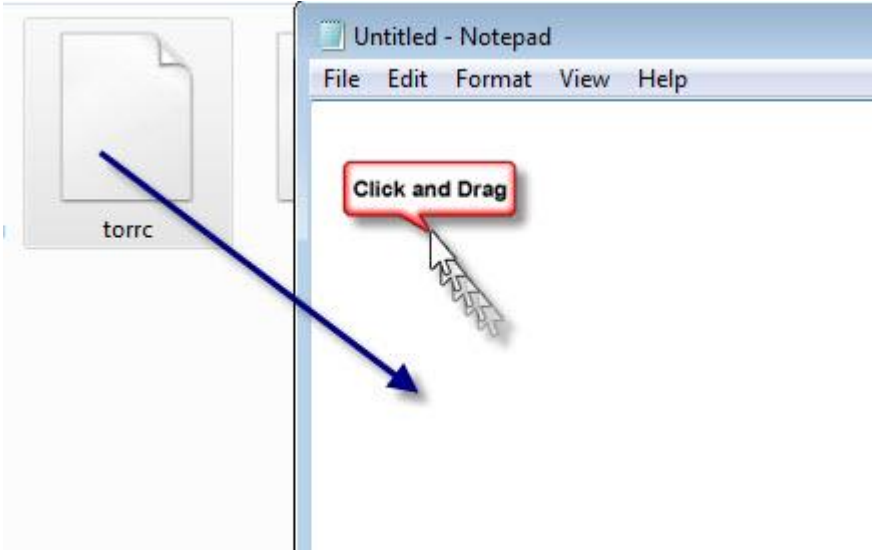 Untitled - Notepad
File Edit Format View Help
Click and Drag
torrc